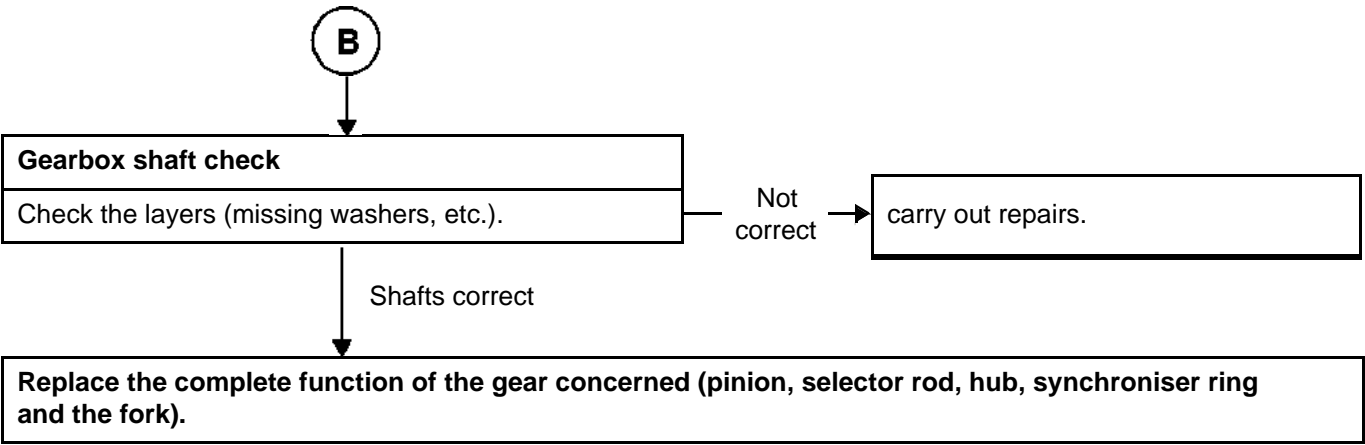 B
Gearbox shaft check
Check the layers (missing washers, etc.).
Not
correct
carry out repairs.
Shafts correct
Replace the complete function of the gear concerned (pinion, selector rod, hub, synchroniser ring
and the fork).